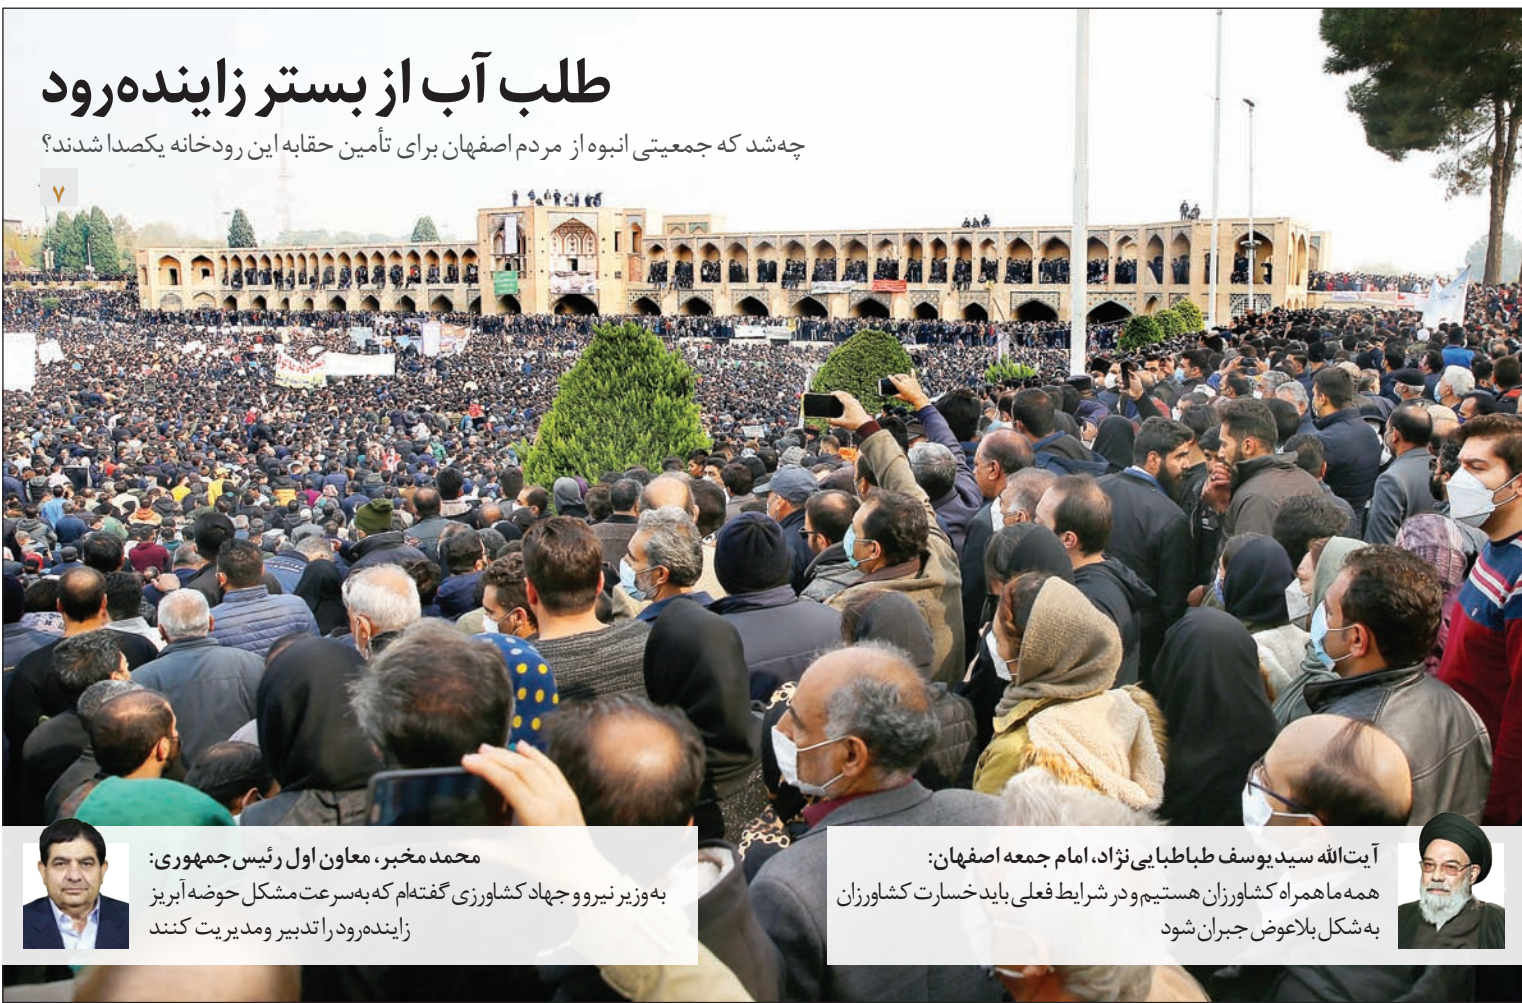 طلب آب از بستر زاینده‌رود
چه‌شد که جمعیتی انبوه از مردم اصفهان برای تأمین حقابه این رودخانه یکصدا شدند؟
۷
آیت‌الله سیدیوسف طباطبایی‌نژاد، امام جمعه اصفهان:
همه ما همراه کشاورزان هستیم و در شرایط فعلی باید خسارت کشاورزان
به شکل بلاعوض جبران شود
محمد مخبر، معاون اول رئیس‌جمهوری:
به وزیر نیرو و جهاد کشاورزی گفته‌ام که به‌سرعت مشکل حوضه آبریز
زاینده‌رود را تدبیر و مدیریت کنند